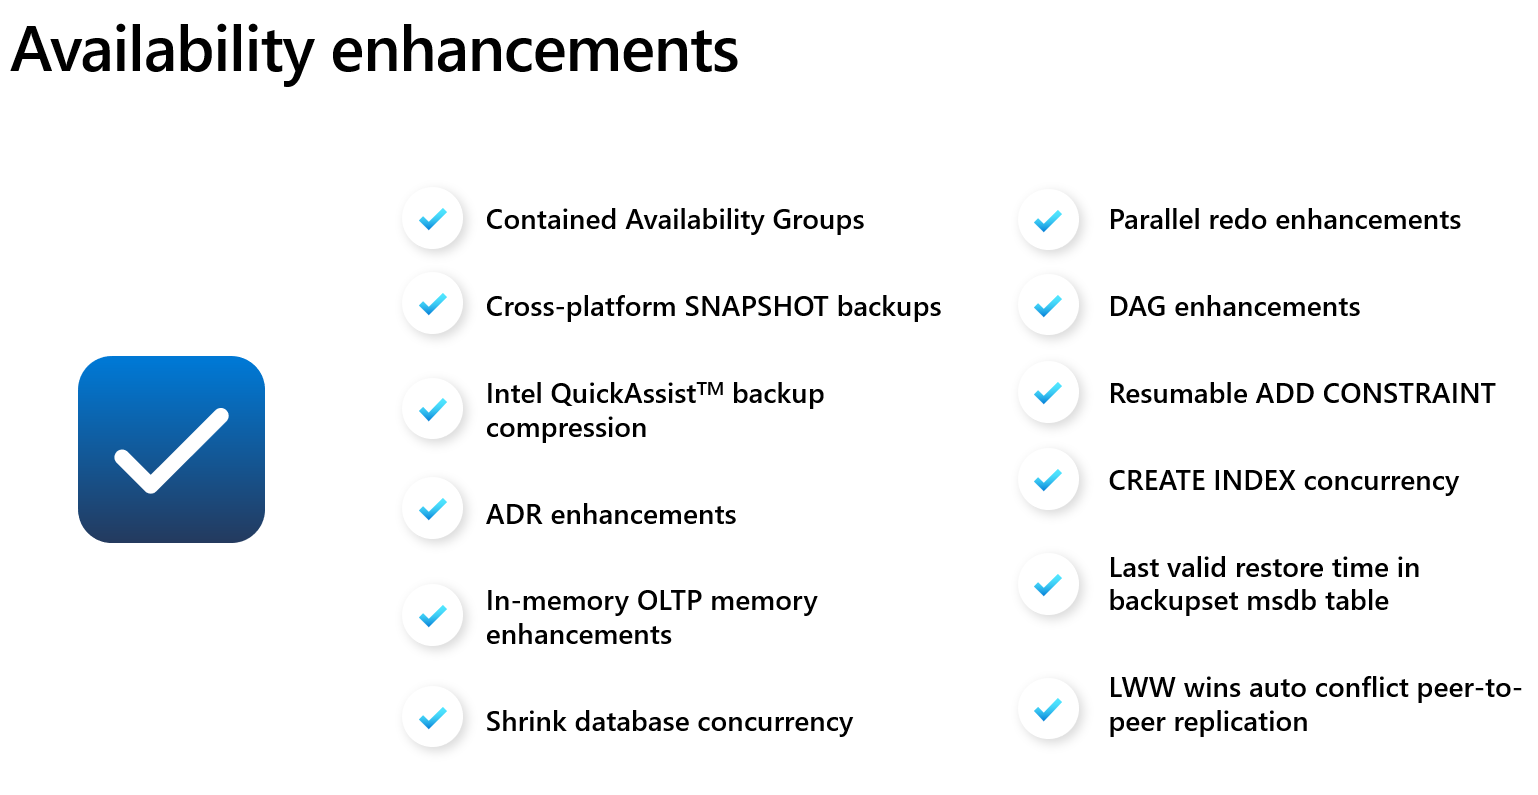 Availability enhancements
Contained Availability Groups
Cross-platform SNAPSHOT backups
Intel QuickAssist™ backup
compression
ADR enhancements
In-memory OLTP memory
enhancements
Shrink database concurrency
Parallel redo enhancements
DAG enhancements
Resumable ADD CONSTRAINT
CREATE INDEX concurrency
Last valid restore time in
backupset msdb table
LWW wins auto conflict peer-to-
peer replication